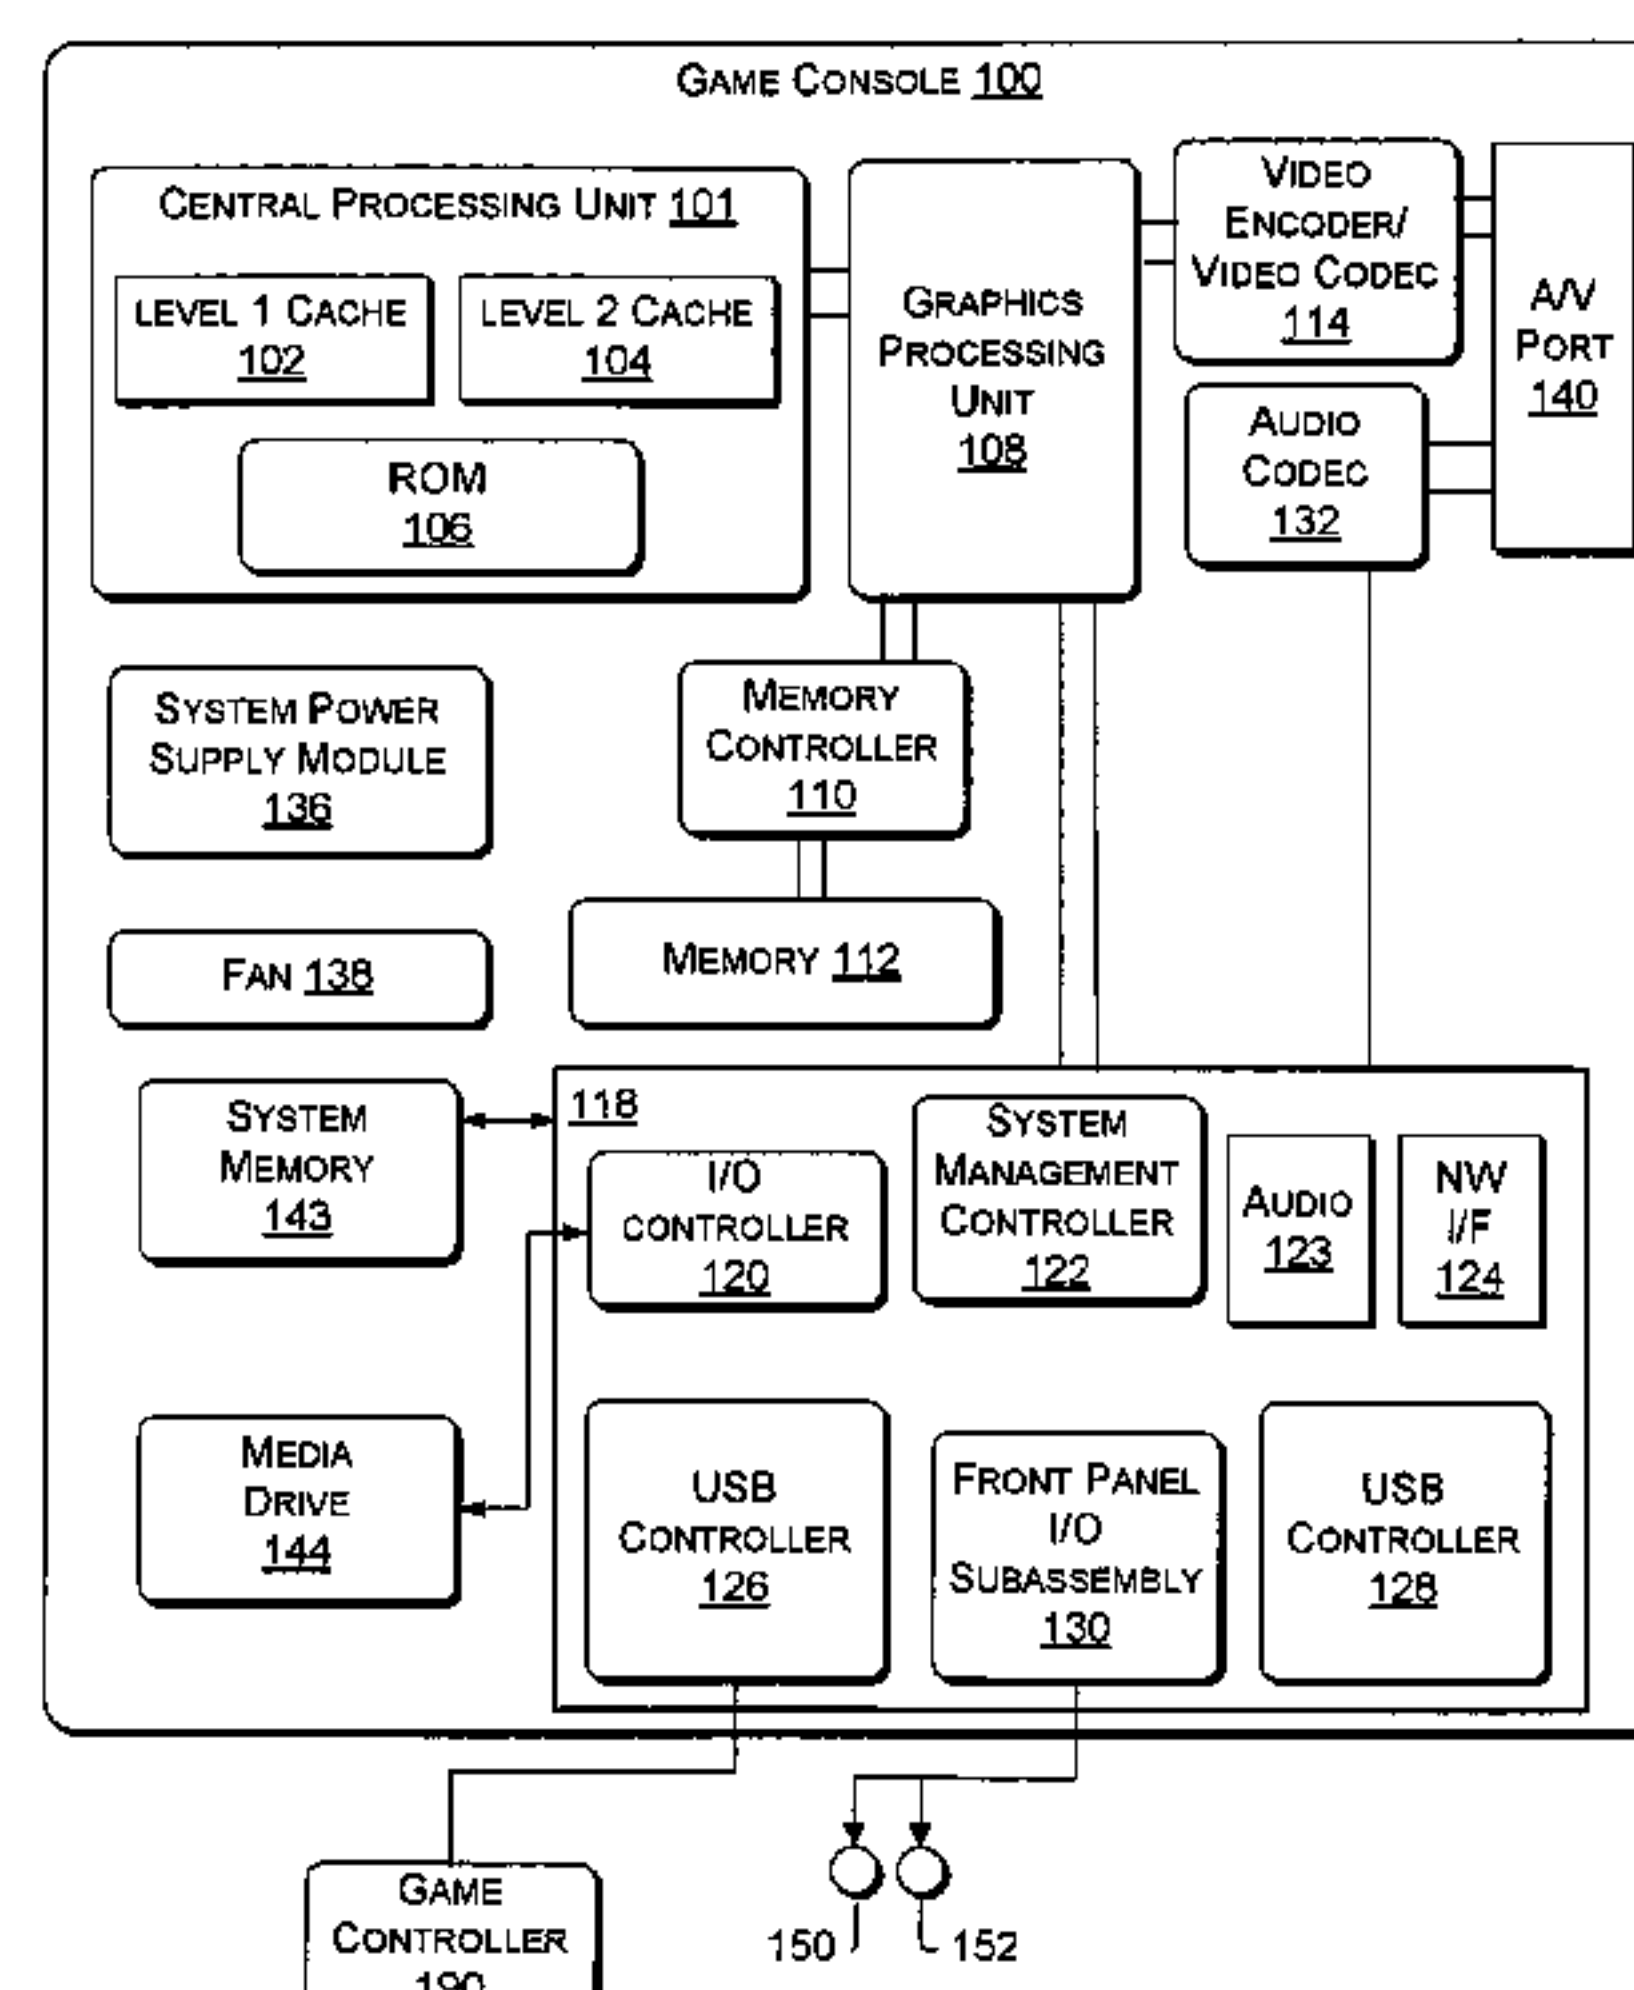 GAME CONSOLE 100
CENTRAL PROCESSING UNIT 101
LEVEL 1 CACHE
102
LEVEL 2 CACHE
104
ROM
106
GRAPHICS
PROCESSING
UNIT
108
VIDEO
ENCODER/
VIDEO CODEC
114
AUDIO
CODEC
132
A/V
PORT
140
SYSTEM POWER
SUPPLY MODULE
136
MEMORY
CONTROLLER
110
FAN 138
MEMORY 112
SYSTEM
MEMORY
143
118
I/O
CONTROLLER
120
SYSTEM
MANAGEMENT
CONTROLLER
122
AUDIO
123
NW
I/F
124
MEDIA
DRIVE
144
USB
CONTROLLER
126
FRONT PANEL
I/O
SUBASSEMBLY
130
USB
CONTROLLER
128
GAME
CONTROLLER
190
150
152